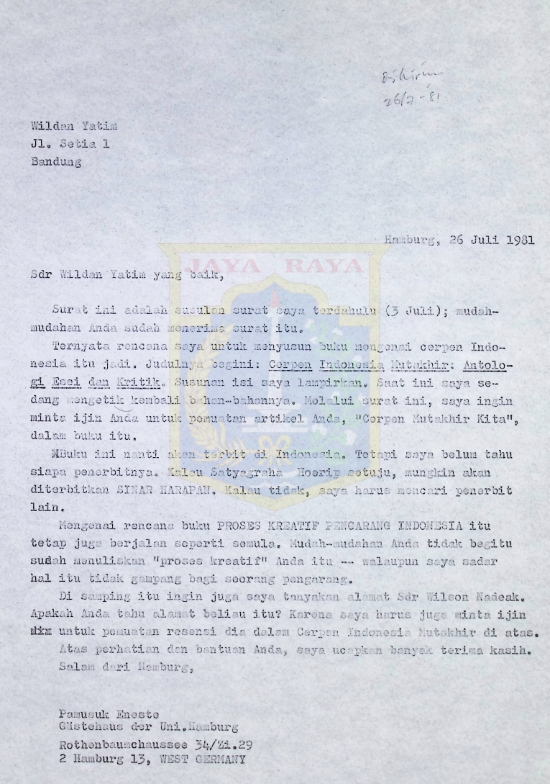 Dikirim
26/7-'81
Wildan Yatim
Jl. Setia 1
Bandung
Hamburg, 26 Juli 1981
JAYA RAYA
Sdr Wildan Yatim yang baik,
Surat ini adalah susulan surat saya terdahulu (3 Juli); mudah-
mudahan Anda sudah menerima surat itu.
Ternyata rencana saya untuk menyusun buku mengenai cerpen Indo-
nesia itu jadi. Judulnya begini: Cerpen Indonesia Mutakhir: Antolo-
gi Esei dan Kritik. Susunan isi saya lampirkan. Saat ini saya se-
dang mengetik kembali bahan-bahannya. Melalui surat ini, saya ingin
minta ijin Anda untuk pemuatan artikel Anda, "Cerpen Mutakhir Kita",
dalam buku itu.
Buku ini nanti akan terbit di Indonesia. Tetapi saya belum tahu
siapa penerbitnya. Kalau Satyagraha Hoerip setuju, mungkin akan
diterbitkan SINAR HARAPAN. Kalau tidak, saya harus mencari penerbit
lain.
Mengenai rencana buku PROSES KREATIF PENGARANG INDONESIA itu
tetap juga berjalan seperti semula. Mudah-mudahan Anda tidak begitu
sudah menuliskan "proses kreatif" Anda itu -- walaupun saya sadar
hal itu tidak gampang bagi seorang pengarang.
Di samping itu ingin juga saya tanyakan alamat Sdr Wilson Nadeak.
Apakah Anda tahu alamat beliau itu? Karena saya harus juga minta ijin
untuk pemuatan resensi dia dalam Cerpen Indonesia Mutakhir di atas.
Atas perhatian dan bantuan Anda, saya ucapkan banyak terima kasih.
Salam dari Hamburg,
Pamusuk Eneste
Gästehaus der Uni.Hamburg
Rothenbaumchaussee 34/Zi.29
2 Hamburg 13, WEST GERMANY